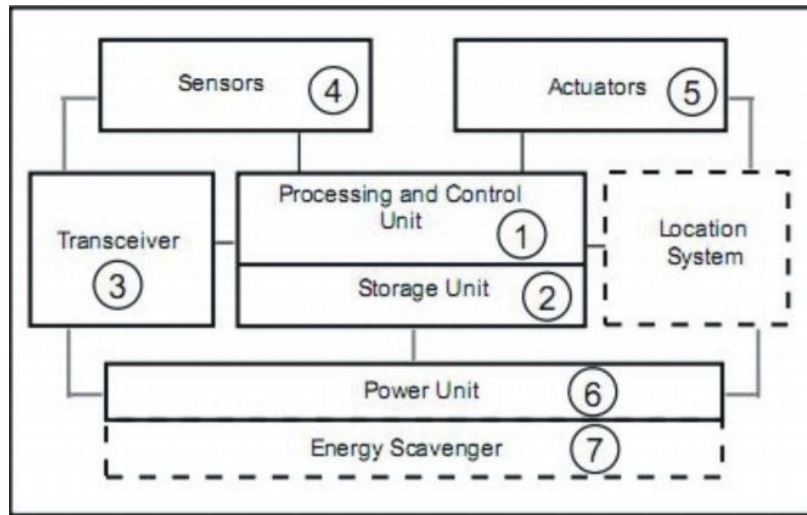 Sensors 4
Actuators 5
Processing and Control
Unit
1
Transceiver
3
Location
System
Storage Unit 2
Power Unit 6
Energy Scavenger 7